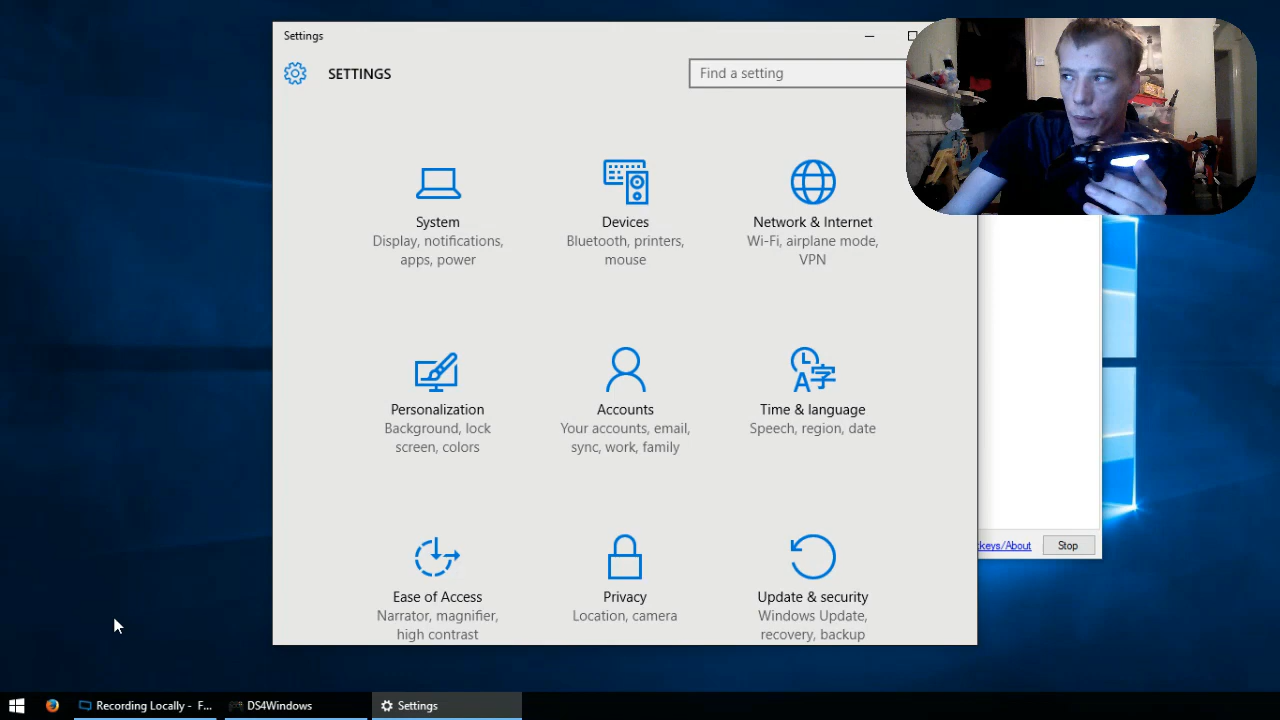 Settings
SETTINGS
Find a setting
System
Display, notifications,
apps, power
Devices
Bluetooth, printers,
mouse
Network & Internet
Wi-Fi, airplane mode,
VPN
Personalization
Background, lock
screen, colors
Accounts
Your accounts, email,
sync, work, family
Time & language
Speech, region, date
Ease of Access
Narrator, magnifier,
high contrast
Privacy
Location, camera
Update & security
Windows Update,
recovery, backup
keys/About
Stop
Recording Locally - F...
DS4Windows
Settings